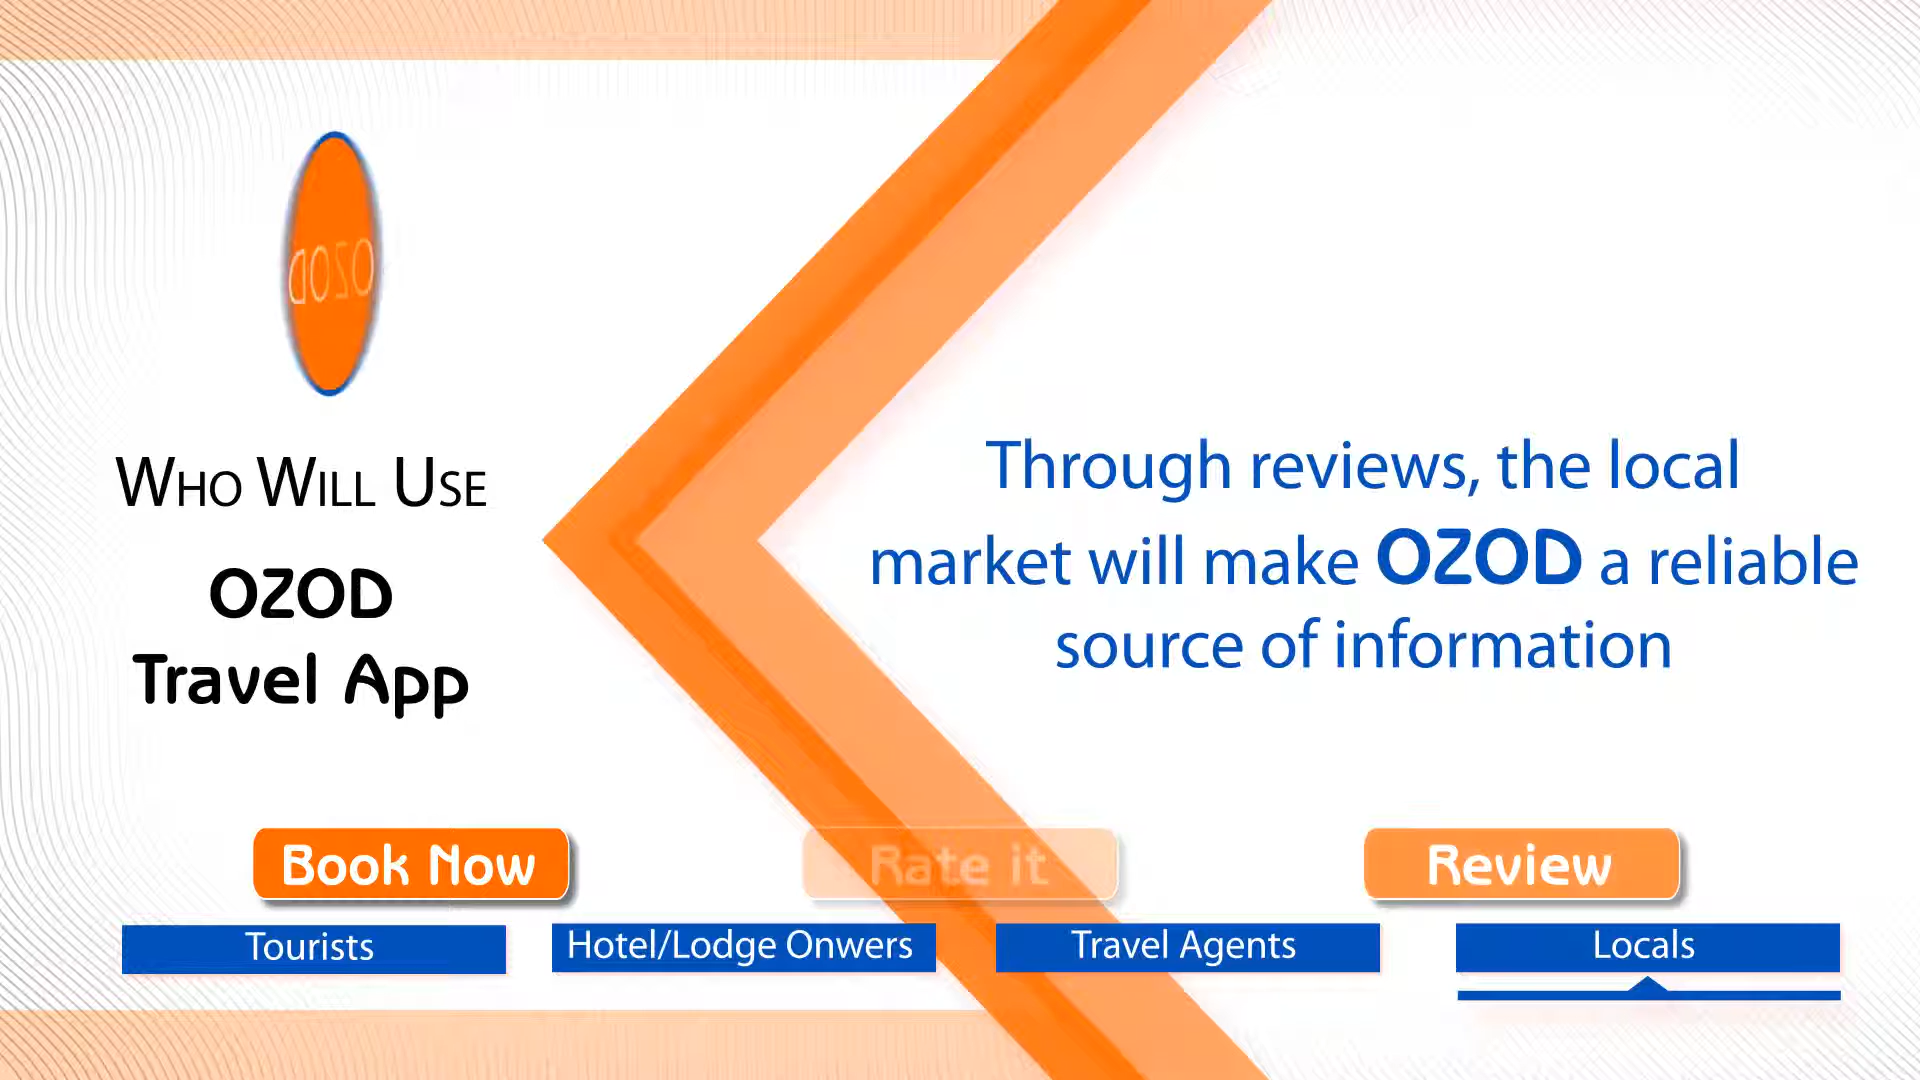 OZOD
WHO WILL USE
OZOD
Travel App
Through reviews, the local
market will make OZOD a reliable
source of information
Book Now
Rate it
Review
Tourists
Hotel/Lodge Onwers
Travel Agents
Locals